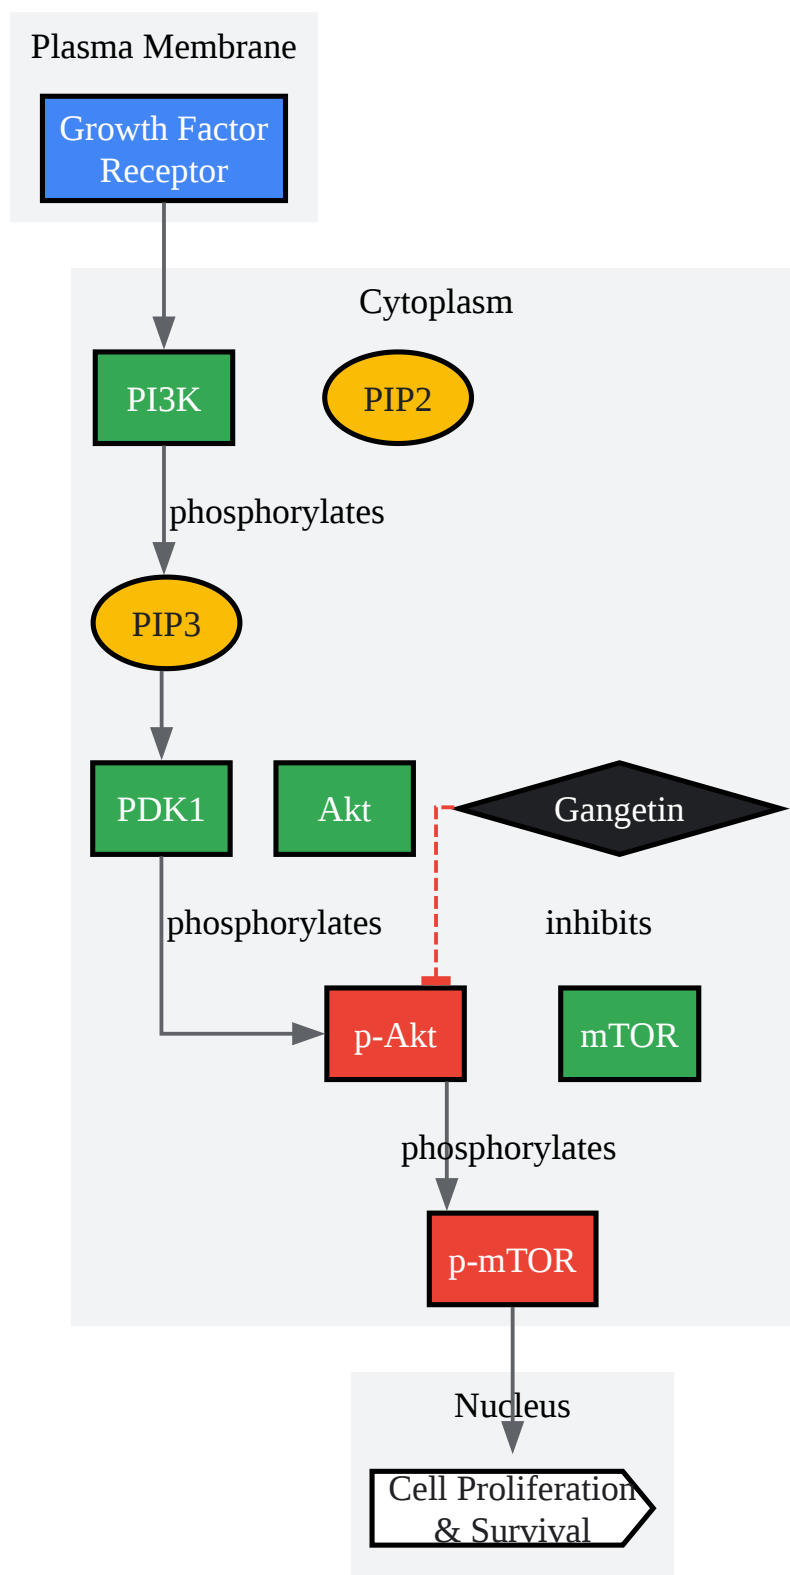 Plasma Membrane
Growth Factor
Receptor
Cytoplasm
PI3K
PIP2
phosphorylates
PIP3
PDK1
Akt
Gangetin
phosphorylates
inhibits
p-Akt
mTOR
phosphorylates
p-mTOR
Nucleus
Cell Proliferation
& Survival